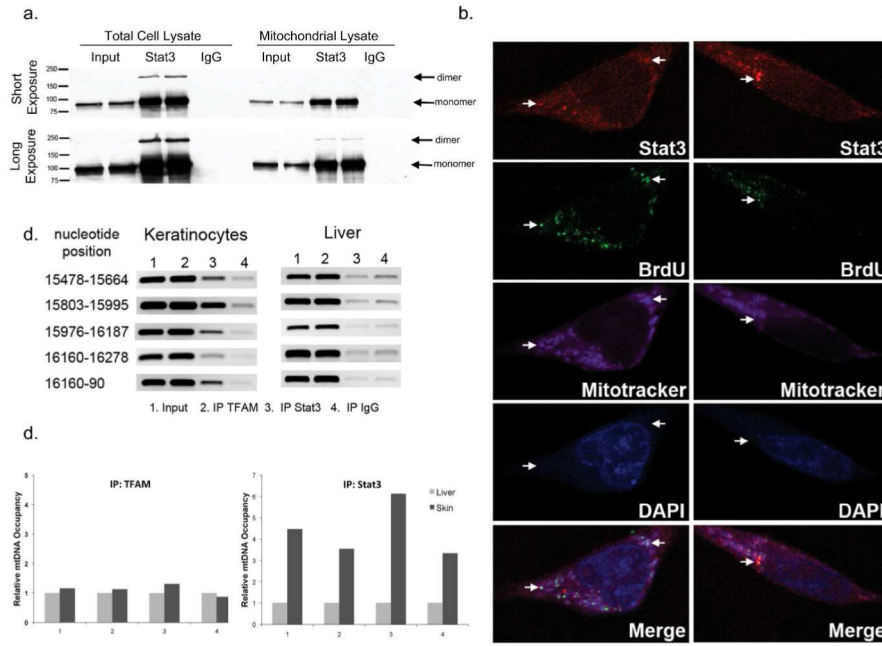 a.
Total Cell Lysate
Mitochondrial Lysate
Input Stat3 IgG
Input Stat3 IgG
Short Exposure
250
150
100
75
dimer
monomer
Long Exposure
250
150
100
75
dimer
monomer
b.
Stat3
Stat3
BrdU
BrdU
Mitotracker
Mitotracker
DAPI
DAPI
Merge
Merge
d.
nucleotide position
Keratinocytes
Liver
1 2 3 4
1 2 3 4
15478-15664
15803-15995
15976-16187
16160-16278
16160-90
1. Input 2. IP TFAM 3. IP Stat3 4. IP IgG
d.
IP: TFAM
Relative mtDNA Occupancy
5
4
3
2
1
0
1 2 3 4
IP: Stat3
Relative mtDNA Occupancy
7
6
5
4
3
2
1
0
1 2 3 4
Liver
Skin